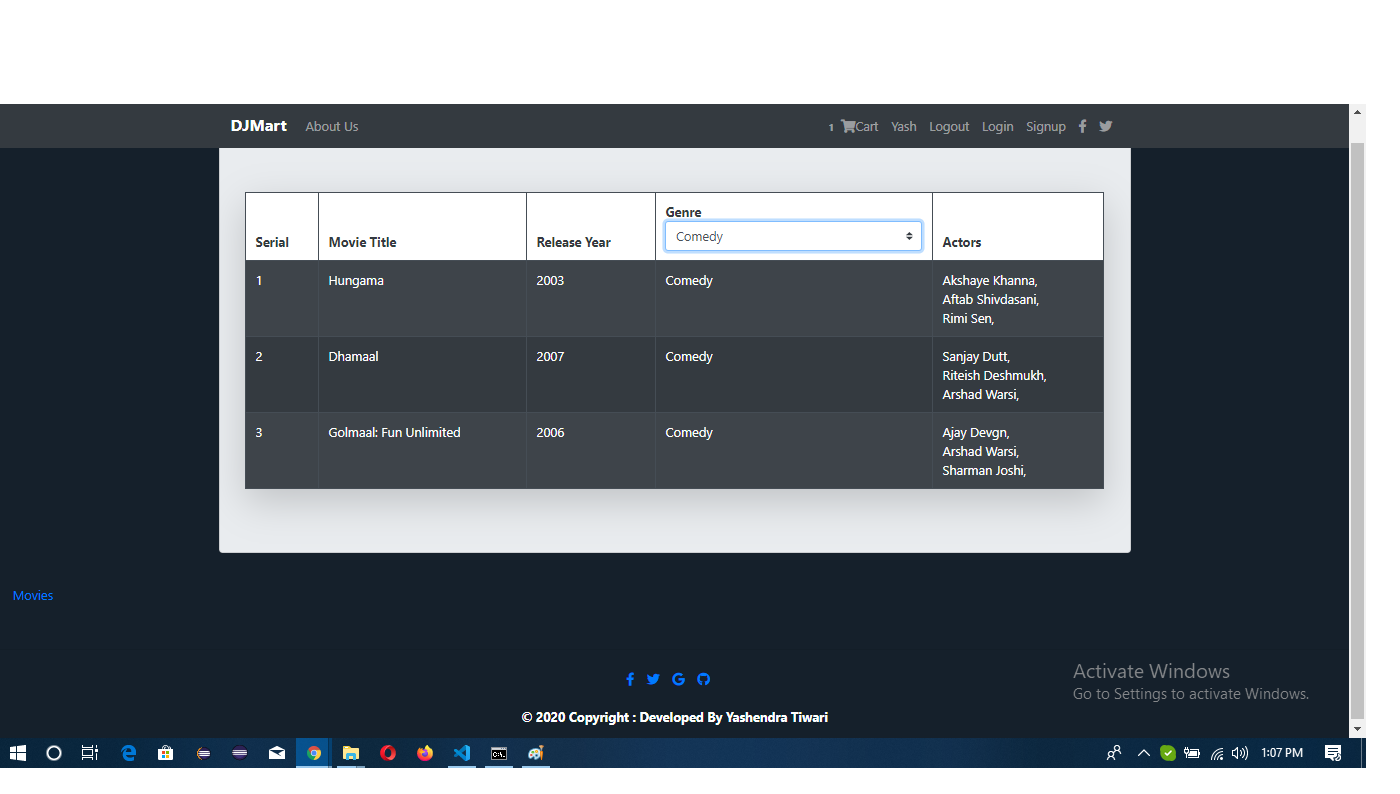 DJMart About Us 1 Cart Yash Logout Login Signup
Genre
Serial Movie Title Release Year Comedy Actors
1 Hungama 2003 Comedy Akshaye Khanna,
Aftab Shivdasani,
Rimi Sen,
2 Dhamaal 2007 Comedy Sanjay Dutt,
Riteish Deshmukh,
Arshad Warsi,
3 Golmaal: Fun Unlimited 2006 Comedy Ajay Devgn,
Arshad Warsi,
Sharman Joshi,
Movies
Activate Windows
Go to Settings to activate Windows.
© 2020 Copyright : Developed By Yashendra Tiwari
1:07 PM